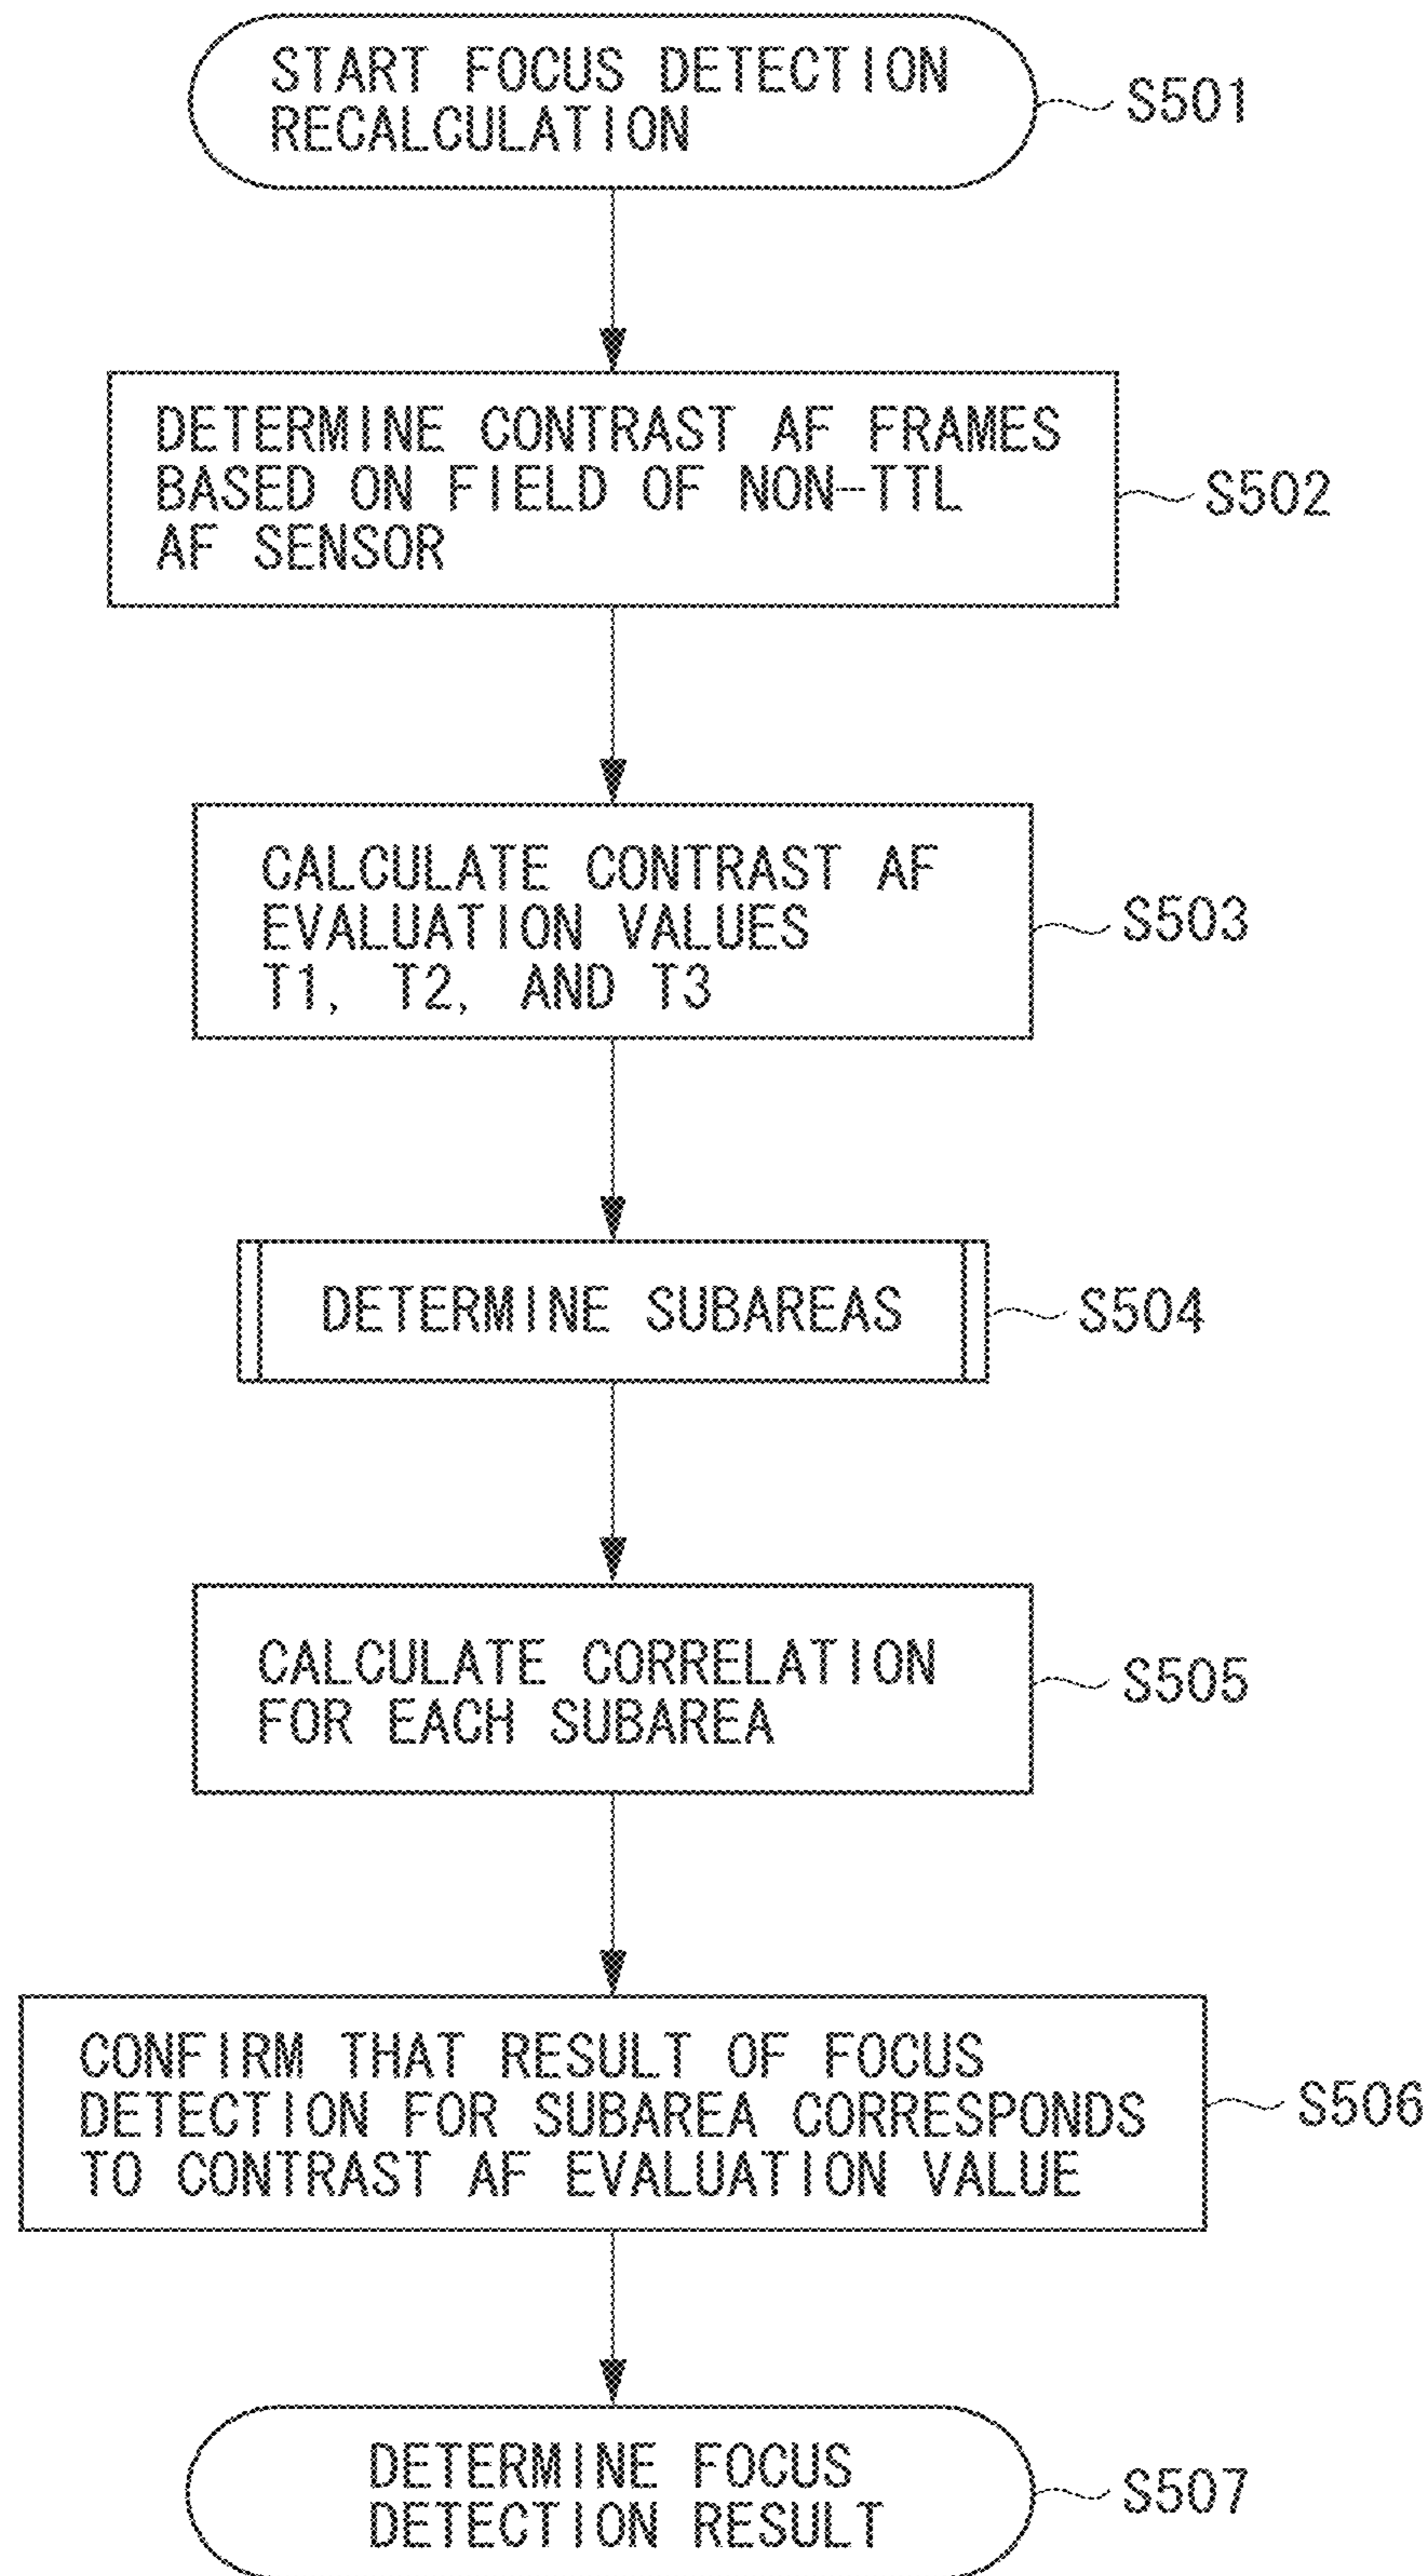 START FOCUS DETECTION
RECALCULATION
S501
DETERMINE CONTRAST AF FRAMES
BASED ON FIELD OF NON-TTL
AF SENSOR
S502
CALCULATE CONTRAST AF
EVALUATION VALUES
T1, T2, AND T3
S503
DETERMINE SUBAREAS
S504
CALCULATE CORRELATION
FOR EACH SUBAREA
S505
CONFIRM THAT RESULT OF FOCUS
DETECTION FOR SUBAREA CORRESPONDS
TO CONTRAST AF EVALUATION VALUE
S506
DETERMINE FOCUS
DETECTION RESULT
S507